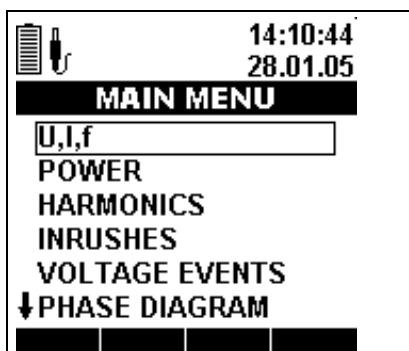 14:10:44
28.01.05
MAIN MENU
U,I,f
POWER
HARMONICS
INRUSHES
VOLTAGE EVENTS
PHASE DIAGRAM